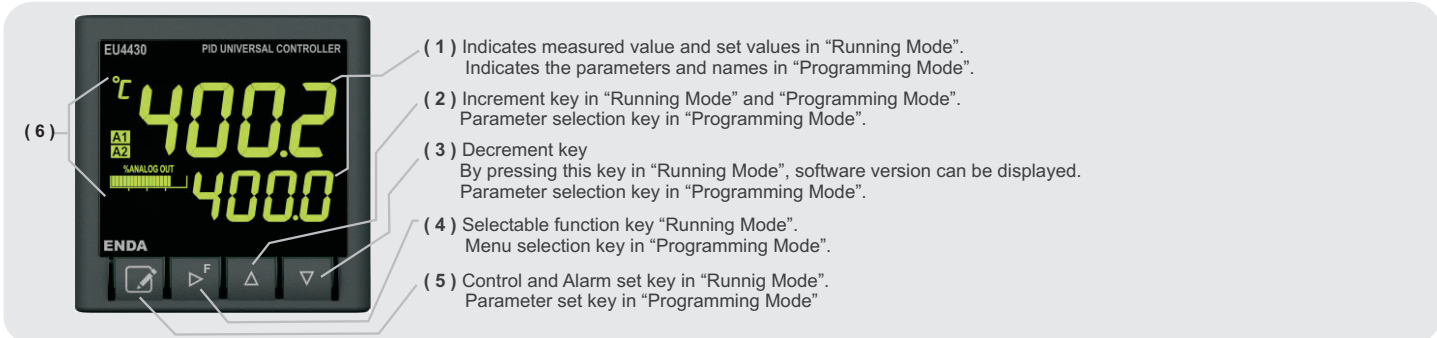 EU4430 PID UNIVERSAL CONTROLLER
°C 400.2
A1
A2
%ANALOG OUT
400.0
ENDA
F
( 6 )
( 1 ) Indicates measured value and set values in “Running Mode”.
Indicates the parameters and names in “Programming Mode”.
( 2 ) Increment key in “Running Mode” and “Programming Mode”.
Parameter selection key in “Programming Mode”.
( 3 ) Decrement key
By pressing this key in “Running Mode”, software version can be displayed.
Parameter selection key in “Programming Mode”.
( 4 ) Selectable function key “Running Mode”.
Menu selection key in “Programming Mode”.
( 5 ) Control and Alarm set key in “Runnig Mode”.
Parameter set key in “Programming Mode”